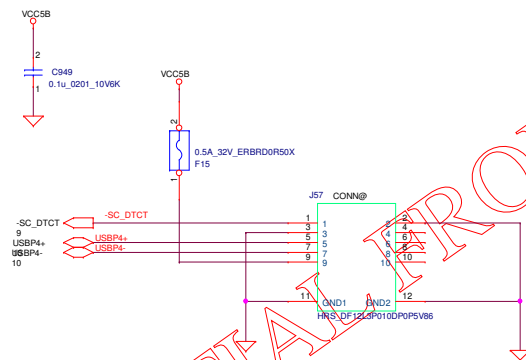 VCC5B
2
C949
0.1u_0201_10V6K
1
VCC5B
2
0.5A_32V_ERBRD0R50X
F15
1
J57 CONN@
-SC_DTCT
-SC_DTCT
9
USBP4+
USBP4+
USBP4-
USBP4-
10
1 1 2 2
3 3 4 4
5 5 6 6
7 7 8 8
9 9 10 10
11 GND1 GND2 12
HRS_DF12L3P010DP0P5V86